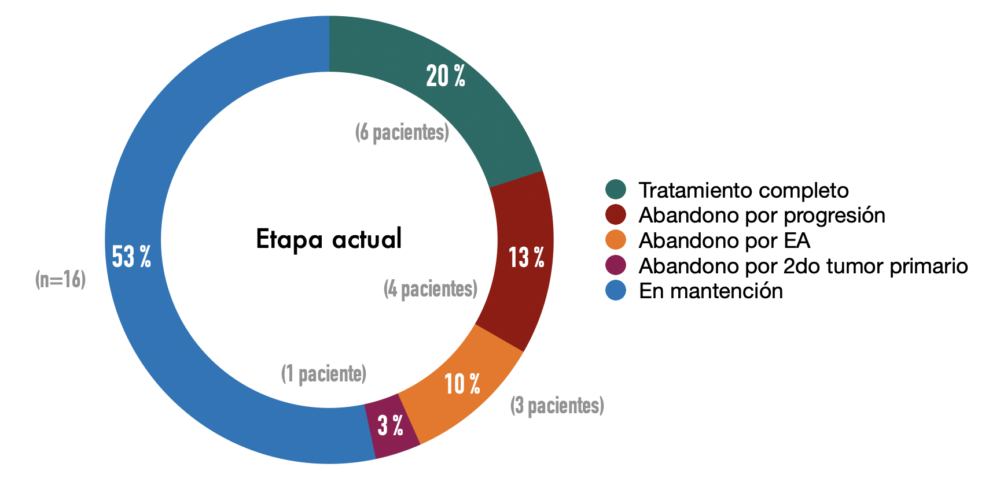 20 %
(6 pacientes)
Etapa actual
53 %
(n=16)
13 %
(4 pacientes)
(1 paciente)
10 %
(3 pacientes)
3 %
Tratamiento completo
Abandono por progresión
Abandono por EA
Abandono por 2do tumor primario
En mantención